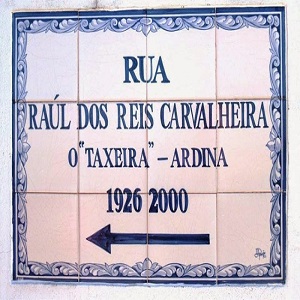 RUA
RAÚL DOS REIS CARVALHEIRA
O "TAXEIRA" - ARDINA
1926 2000